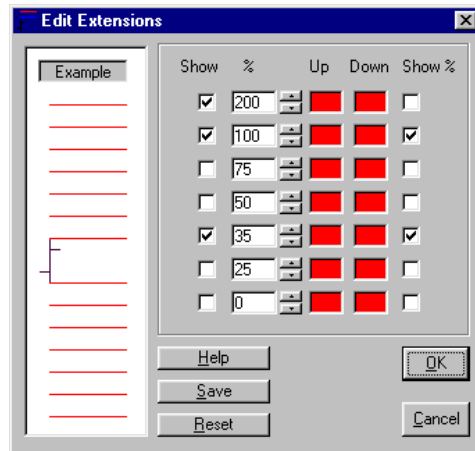 Edit Extensions
Example
Show % Up Down Show %
200
100
75
50
35
25
0
Help
Save
Reset
OK
Cancel